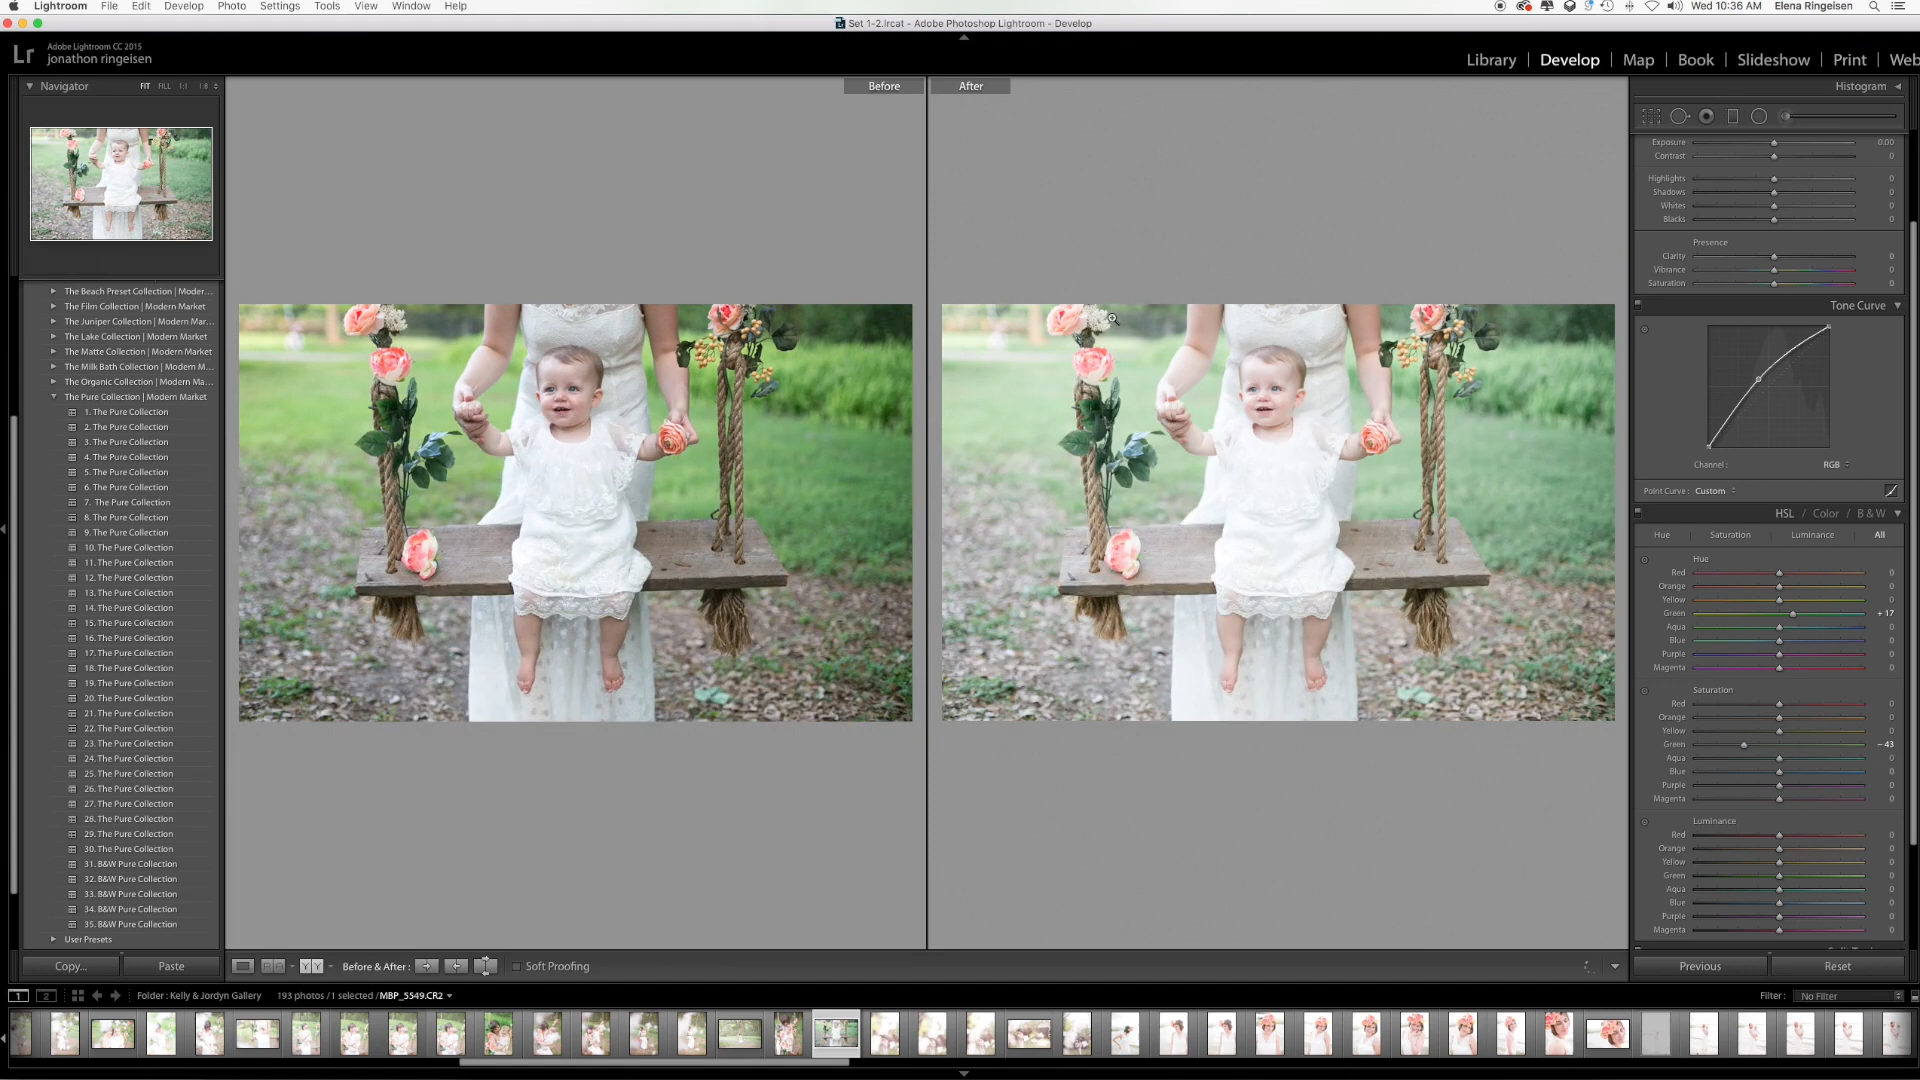 Lightroom File Edit Develop Photo Settings Tools View Window Help Wed 10:36 AM Elena Ringeisen
Set 1-2.lrcat - Adobe Photoshop Lightroom - Develop
Lr Adobe Lightroom CC 2015
jonathon ringeisen
Library | Develop | Map | Book | Slideshow | Print | Web
Navigator FIT FILL 1:1 1:8
Before After
Histogram
Exposure 0.00
Contrast 0
Highlights 0
Shadows 0
Whites 0
Blacks 0
Presence
Clarity 0
Vibrance 0
Saturation 0
Tone Curve
Channel : RGB
Point Curve : Custom
HSL / Color / B & W
Hue Saturation Luminance All
Hue
Red 0
Orange 0
Yellow 0
Green + 17
Aqua 0
Blue 0
Purple 0
Magenta 0
Saturation
Red 0
Orange 0
Yellow 0
Green - 43
Aqua 0
Blue 0
Purple 0
Magenta 0
Luminance
Red 0
Orange 0
Yellow 0
Green 0
Aqua 0
Blue 0
Purple 0
Magenta 0
Previous Reset
The Beach Preset Collection | Moder...
The Film Collection | Modern Market
The Juniper Collection | Modern Mar...
The Lake Collection | Modern Market
The Matte Collection | Modern Market
The Milk Bath Collection | Modern M...
The Organic Collection | Modern Ma...
The Pure Collection | Modern Market
1. The Pure Collection
2. The Pure Collection
3. The Pure Collection
4. The Pure Collection
5. The Pure Collection
6. The Pure Collection
7. The Pure Collection
8. The Pure Collection
9. The Pure Collection
10. The Pure Collection
11. The Pure Collection
12. The Pure Collection
13. The Pure Collection
14. The Pure Collection
15. The Pure Collection
16. The Pure Collection
17. The Pure Collection
18. The Pure Collection
19. The Pure Collection
20. The Pure Collection
21. The Pure Collection
22. The Pure Collection
23. The Pure Collection
24. The Pure Collection
25. The Pure Collection
26. The Pure Collection
27. The Pure Collection
28. The Pure Collection
29. The Pure Collection
30. The Pure Collection
31. B&W Pure Collection
32. B&W Pure Collection
33. B&W Pure Collection
34. B&W Pure Collection
35. B&W Pure Collection
User Presets
Copy... Paste
Y Y Before & After : Soft Proofing
1 2 Folder : Kelly & Jordyn Gallery 193 photos / 1 selected / MBP_5549.CR2 Filter : No Filter